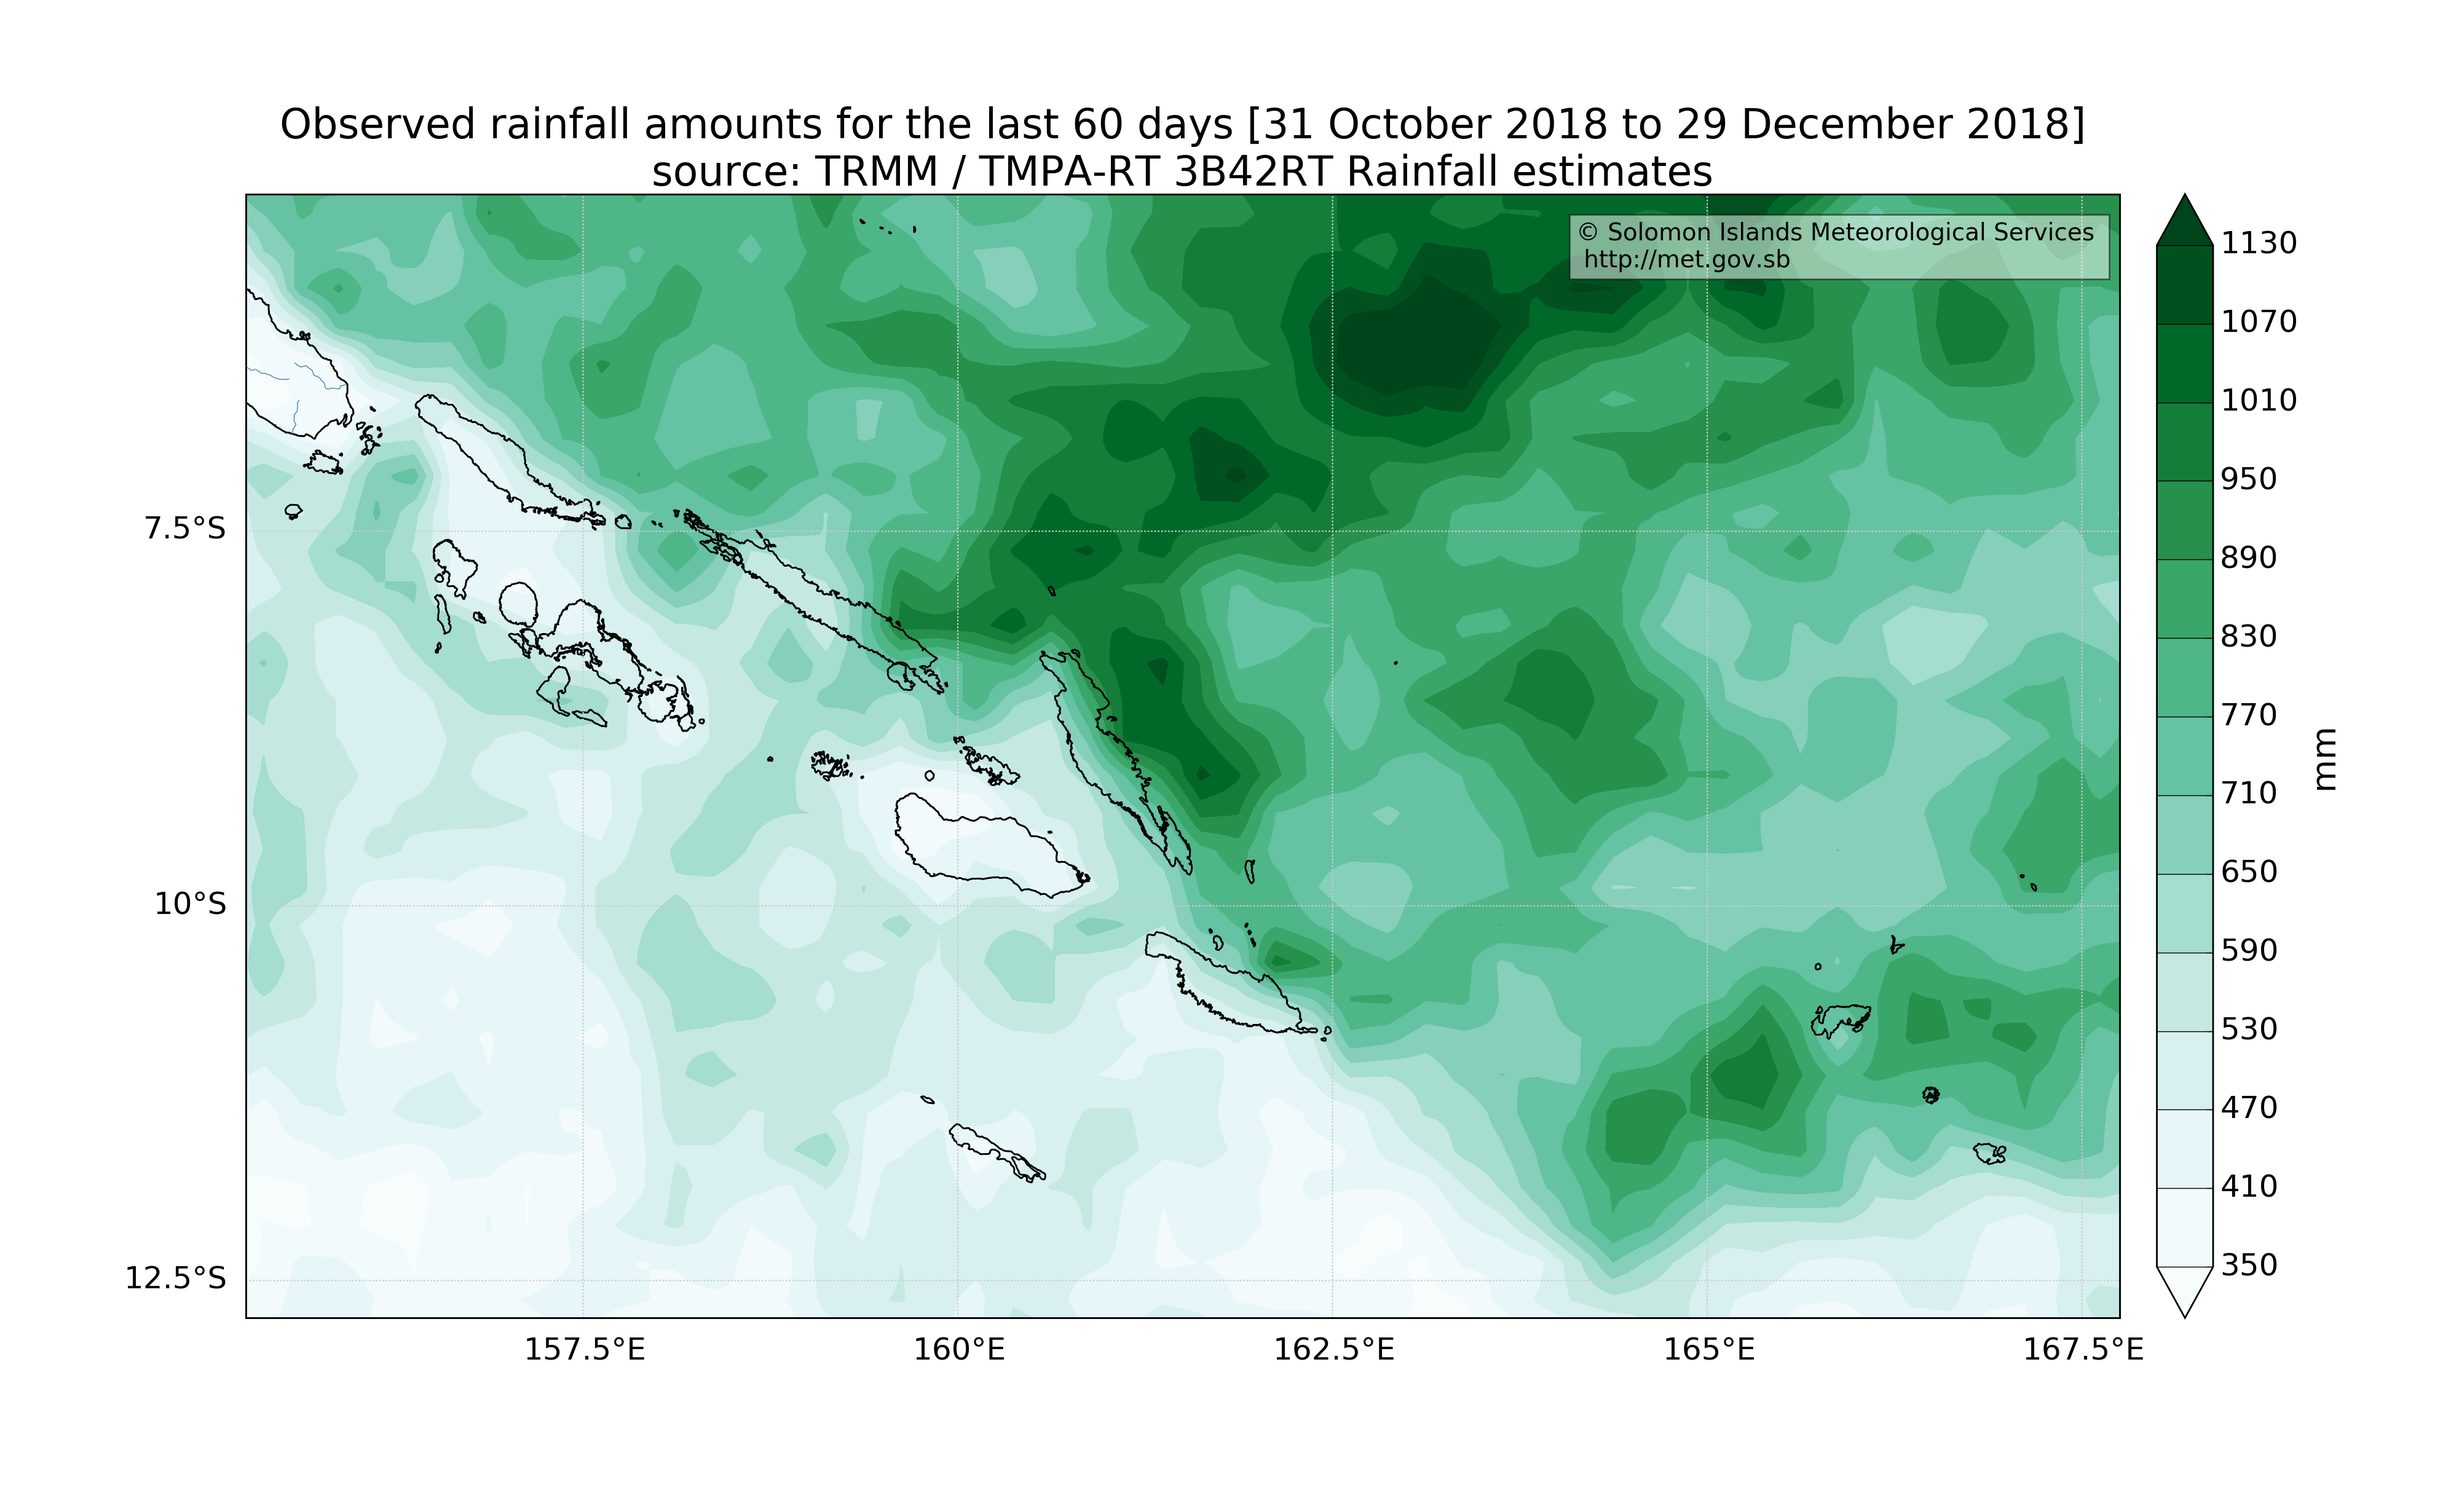 Observed rainfall amounts for the last 60 days [31 October 2018 to 29 December 2018]
source: TRMM / TMPA-RT 3B42RT Rainfall estimates
© Solomon Islands Meteorological Services
http://met.gov.sb
1130
1070
1010
950
890
830
770
710
650
590
530
470
410
350
mm
7.5°S
10°S
12.5°S
157.5°E
160°E
162.5°E
165°E
167.5°E